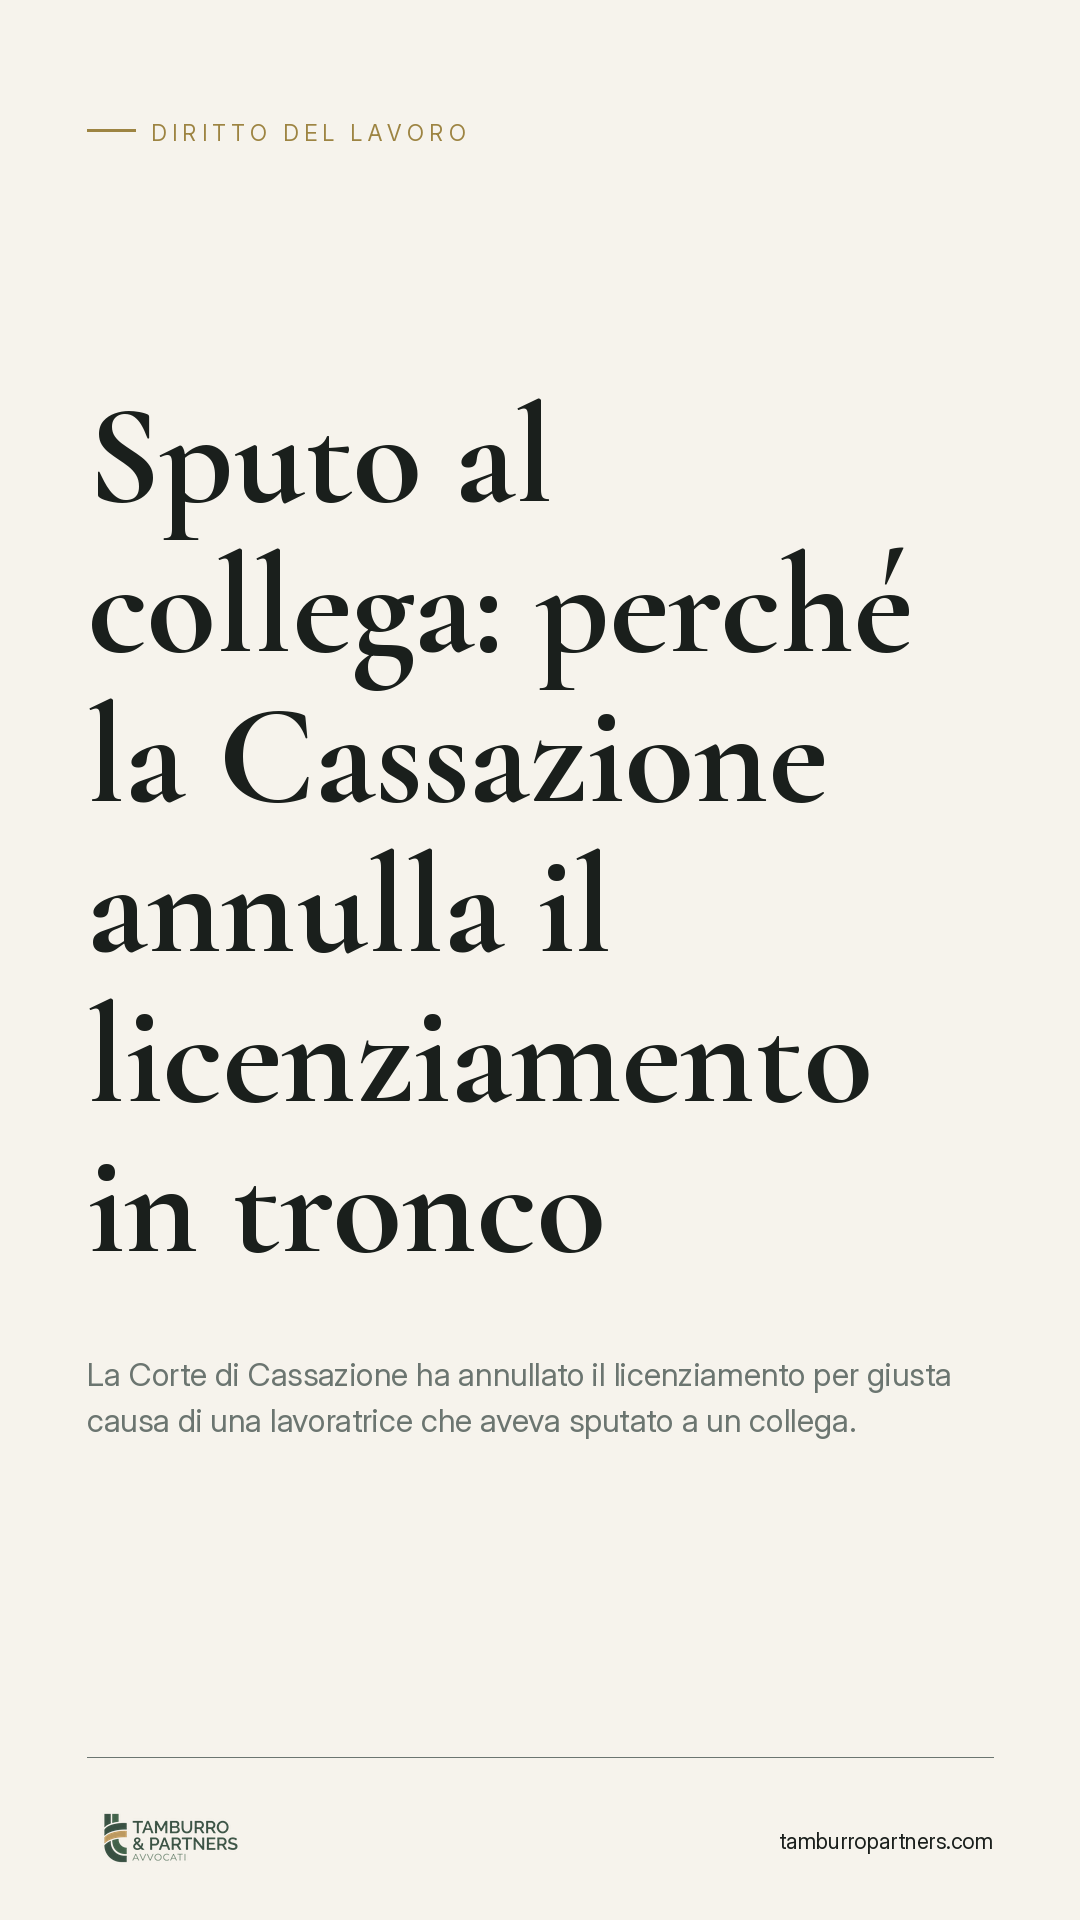 DIRITTO DEL LAVORO
Sputo al
collega: perché
la Cassazione
annulla il
licenziamento
in tronco
La Corte di Cassazione ha annullato il licenziamento per giusta
causa di una lavoratrice che aveva sputato a un collega.
TAMBURRO
& PARTNERS
AVVOCATI
tamburropartners.com